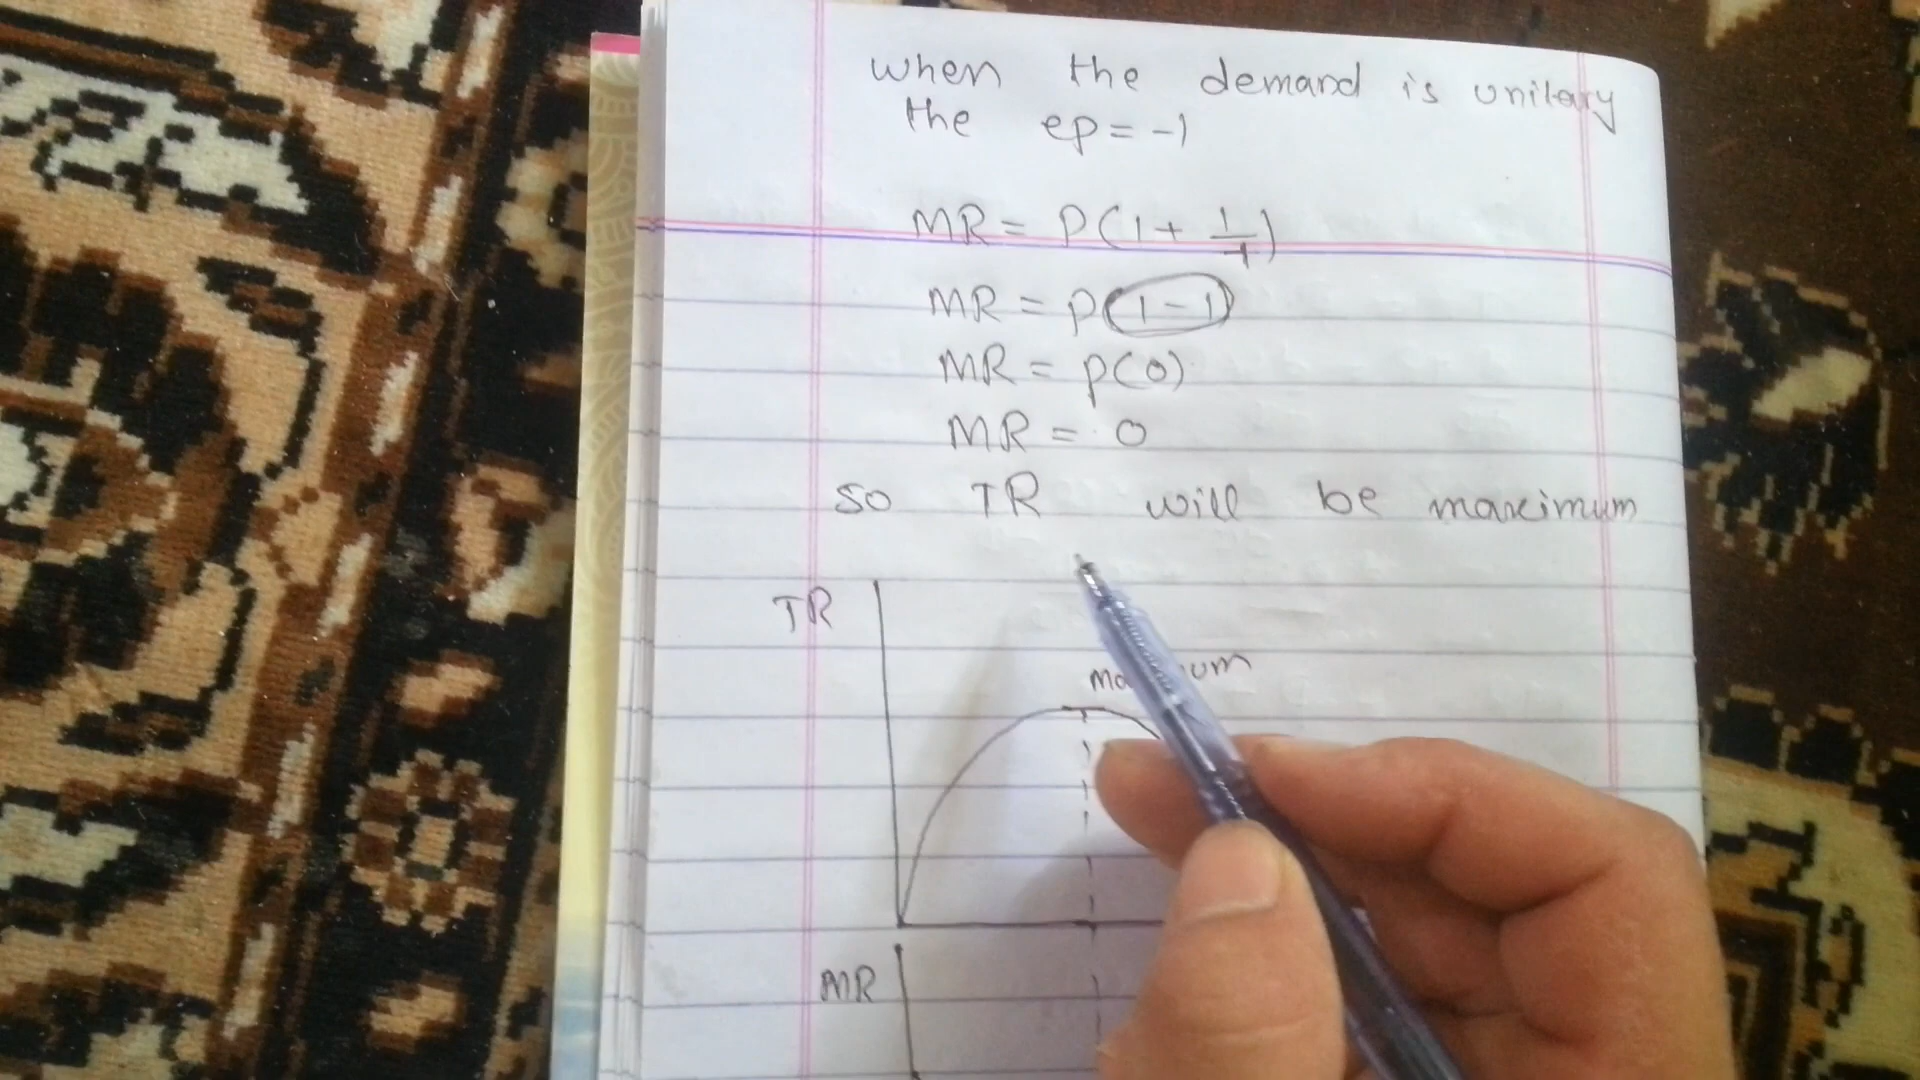 when the demand is unitary
the ep = -1
MR = P(1 + 1/-1)
MR = P(1 - 1)
MR = P(0)
MR = 0
so TR will be maximum
TR
MR